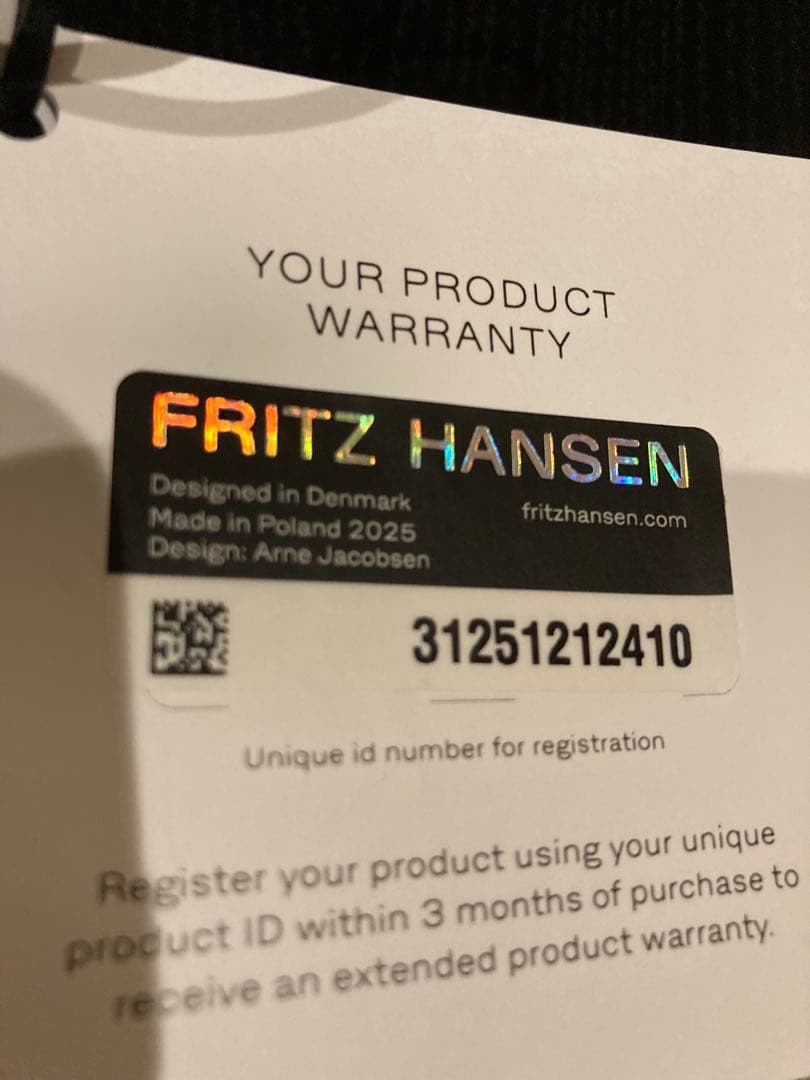 YOUR PRODUCT
WARRANTY
FRITZ HANSEN
Designed in Denmark
Made in Poland 2025
Design: Arne Jacobsen
fritzhansen.com
31251212410
Unique id number for registration
Register your product using your unique
product ID within 3 months of purchase to
receive an extended product warranty.